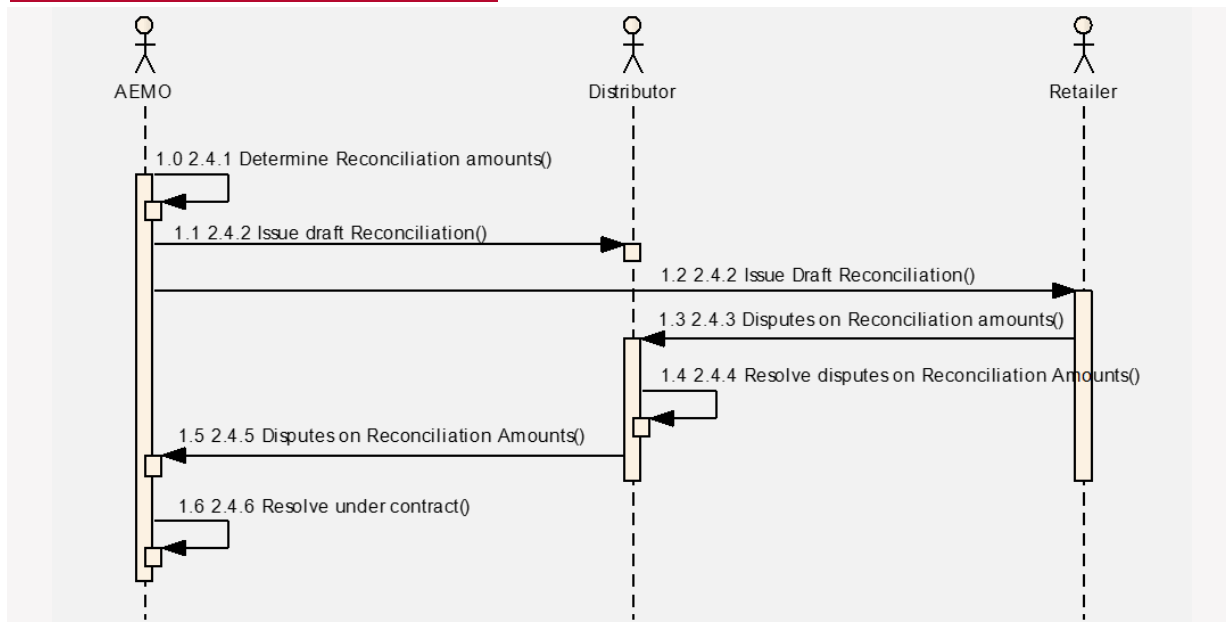 AEMO
Distributor
Retailer
1.0 2.4.1 Determine Reconciliation amounts()
1.1 2.4.2 Issue draft Reconciliation()
1.2 2.4.2 Issue Draft Reconciliation()
1.3 2.4.3 Disputes on Reconciliation amounts()
1.4 2.4.4 Resolve disputes on Reconciliation Amounts()
1.5 2.4.5 Disputes on Reconciliation Amounts()
1.6 2.4.6 Resolve under contract()